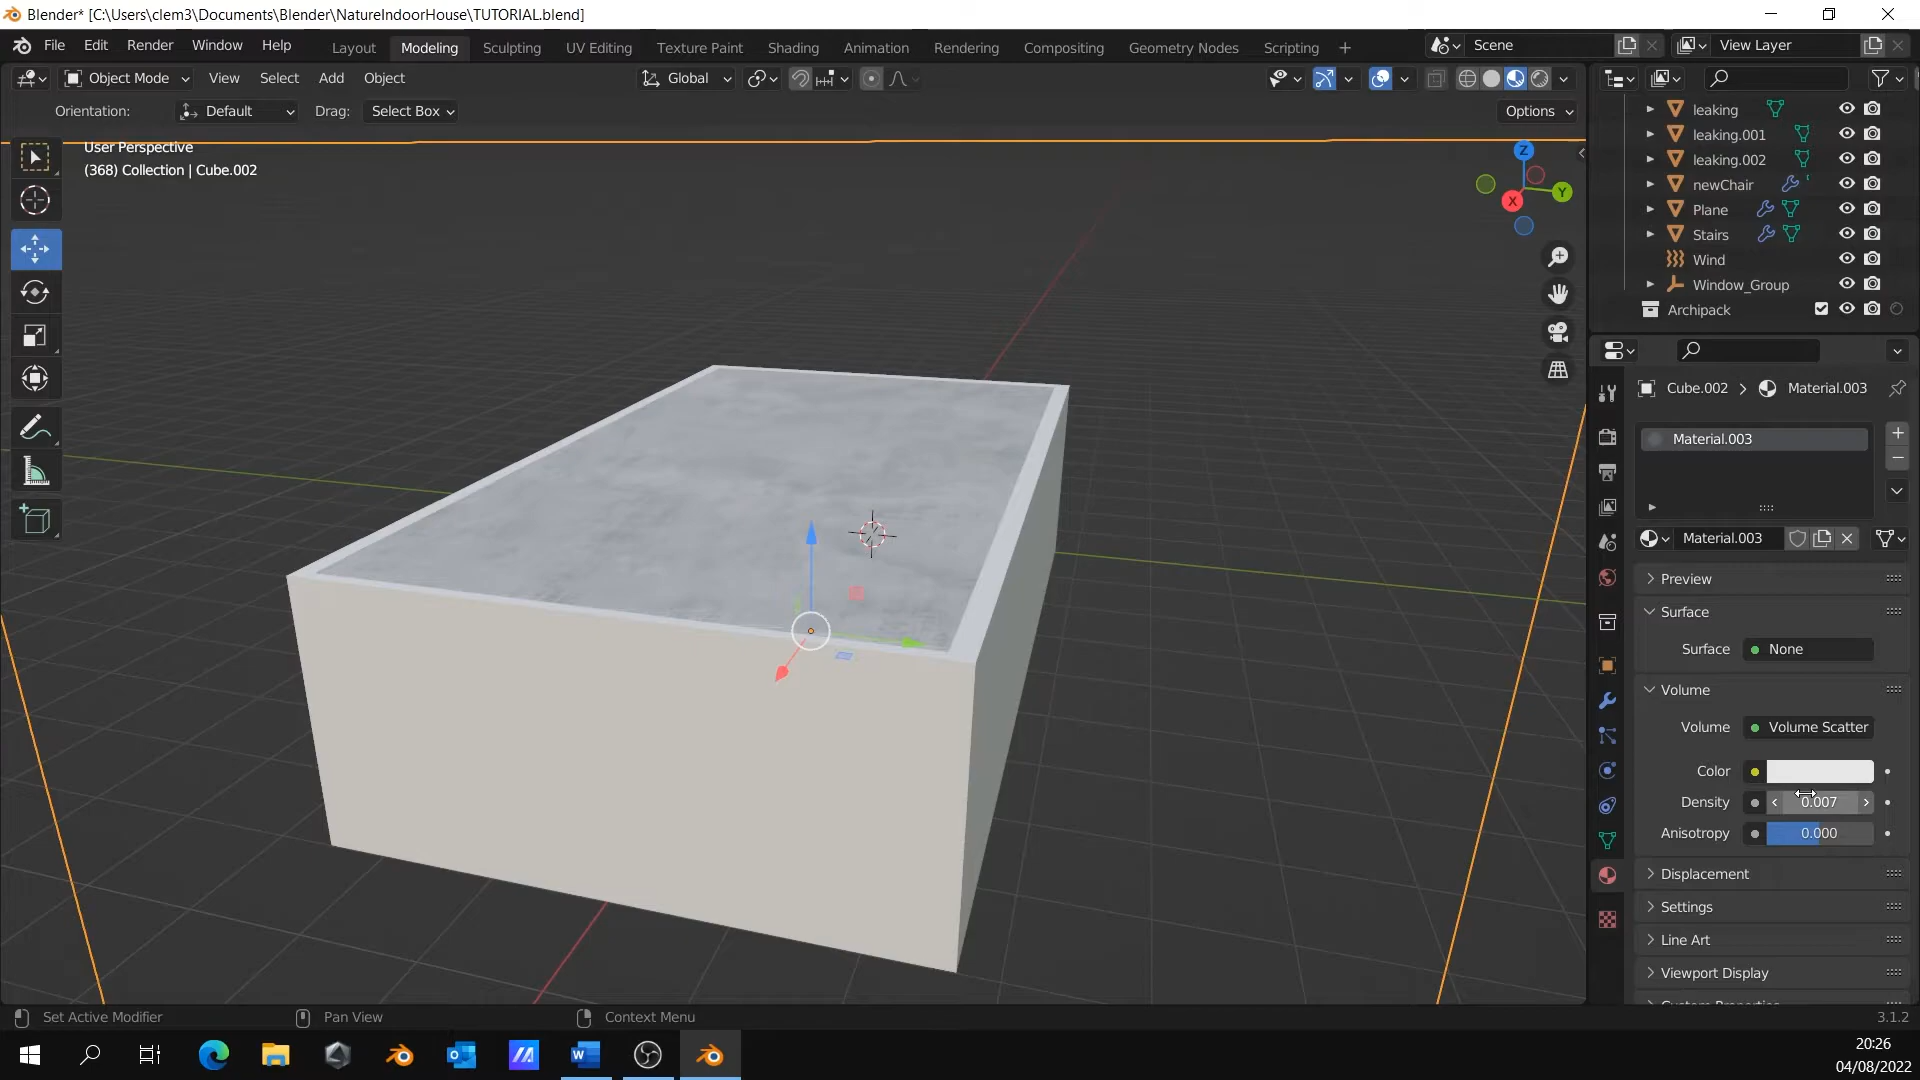 Blender* [C:\Users\clem3\Documents\Blender\NatureIndoorHouse\TUTORIAL.blend]
File Edit Render Window Help Layout Modeling Sculpting UV Editing Texture Paint Shading Animation Rendering Compositing Geometry Nodes Scripting + Scene View Layer
Object Mode View Select Add Object Global
Orientation: Default Drag: Select Box Options
User Perspective
(368) Collection | Cube.002
Z
Y
X
leaking
leaking.001
leaking.002
newChair
Plane
Stairs
Wind
Window_Group
Archipack
Cube.002 > Material.003
Material.003
Material.003
Preview
Surface
Surface None
Volume
Volume Volume Scatter
Color
Density 0.007
Anisotropy 0.000
Displacement
Settings
Line Art
Viewport Display
Custom Properties
Set Active Modifier Pan View Context Menu 3.1.2
20:26
04/08/2022